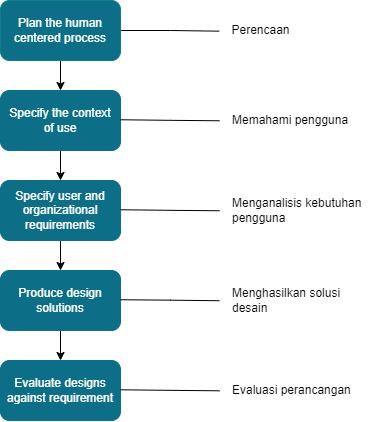 Plan the human
centered process
Perencaan
Specify the context
of use
Memahami pengguna
Specify user and
organizational
requirements
Menganalisis kebutuhan
pengguna
Produce design
solutions
Menghasilkan solusi
desain
Evaluate designs
against requirement
Evaluasi perancangan